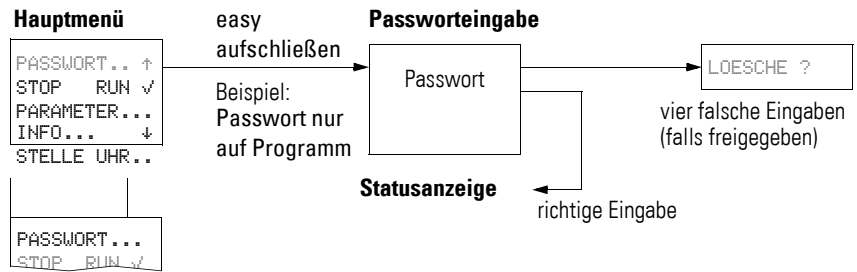 Hauptmenü
PASSWORT.. ↑
STOP RUN √
PARAMETER...
INFO... ↓
STELLE UHR..
PASSWORT...
STOP RUN √
easy
aufschließen
Beispiel:
Passwort nur
auf Programm
Passworteingabe
Passwort
Statusanzeige
richtige Eingabe
LOESCHE ?
vier falsche Eingaben
(falls freigegeben)